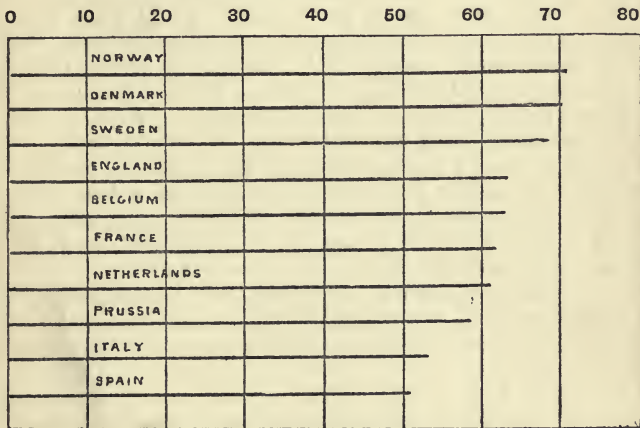 0 10 20 30 40 50 60 70 80
NORWAY
DENMARK
SWEDEN
ENGLAND
BELGIUM
FRANCE
NETHERLANDS
PRUSSIA
ITALY
SPAIN